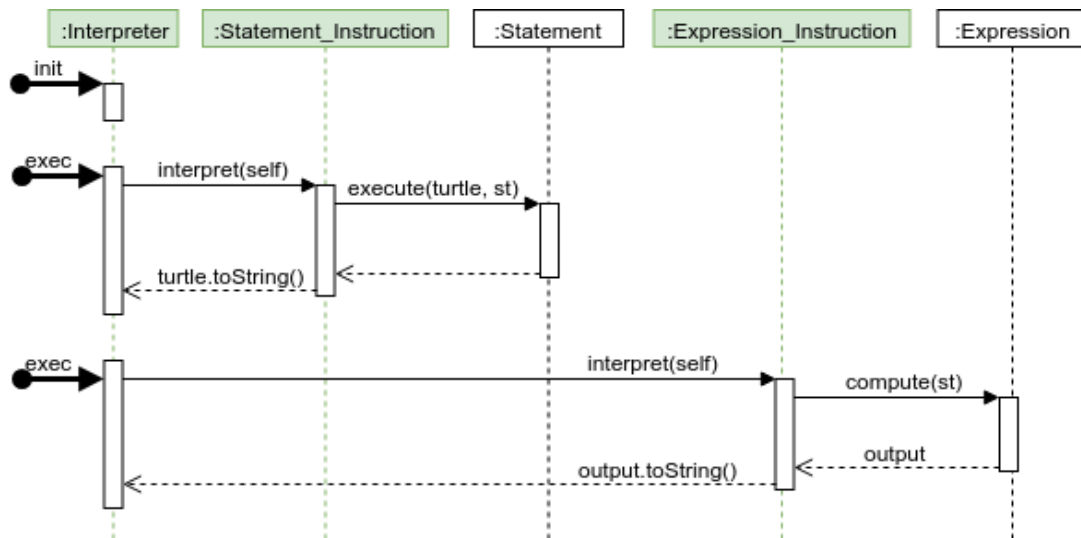 :Interpreter
:Statement_Instruction
:Statement
:Expression_Instruction
:Expression
init
exec
interpret(self)
execute(turtle, st)
turtle.toString()
exec
interpret(self)
compute(st)
output
output.toString()